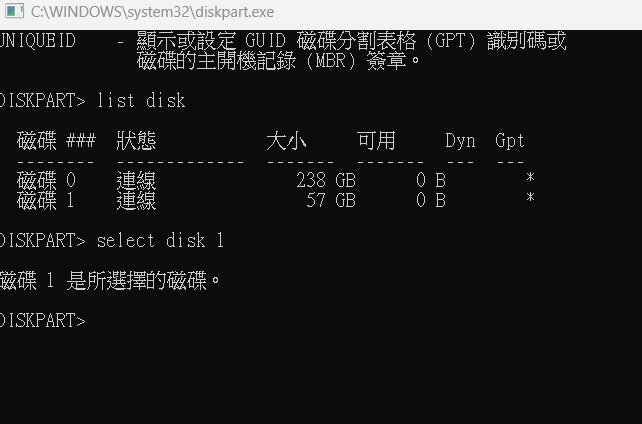 C:\WINDOWS\system32\diskpart.exe
UNIQUEID - 顯示或設定 GUID 磁碟分割表格 (GPT) 識別碼或
磁碟的主開機記錄 (MBR) 簽章。
DISKPART> list disk
磁碟 ### 狀態 大小 可用 Dyn Gpt
-------- ------------- ------- ------- --- ---
磁碟 0 連線 238 GB 0 B *
磁碟 1 連線 57 GB 0 B *
DISKPART> select disk 1
磁碟 1 是所選擇的磁碟。
DISKPART>